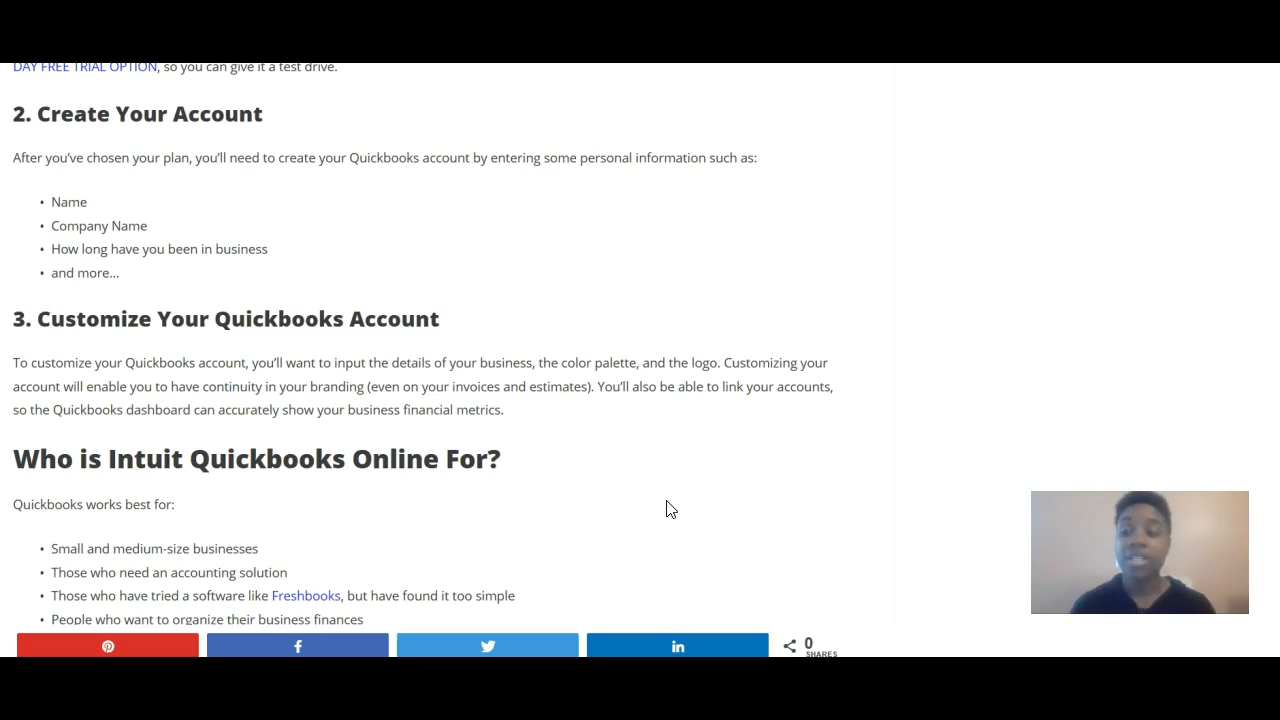 DAY FREE TRIAL OPTION, so you can give it a test drive.
2. Create Your Account
After you’ve chosen your plan, you’ll need to create your Quickbooks account by entering some personal information such as:
• Name
• Company Name
• How long have you been in business
• and more…
3. Customize Your Quickbooks Account
To customize your Quickbooks account, you’ll want to input the details of your business, the color palette, and the logo. Customizing your
account will enable you to have continuity in your branding (even on your invoices and estimates). You’ll also be able to link your accounts,
so the Quickbooks dashboard can accurately show your business financial metrics.
Who is Intuit Quickbooks Online For?
Quickbooks works best for:
• Small and medium-size businesses
• Those who need an accounting solution
• Those who have tried a software like Freshbooks, but have found it too simple
• People who want to organize their business finances
0
SHARES